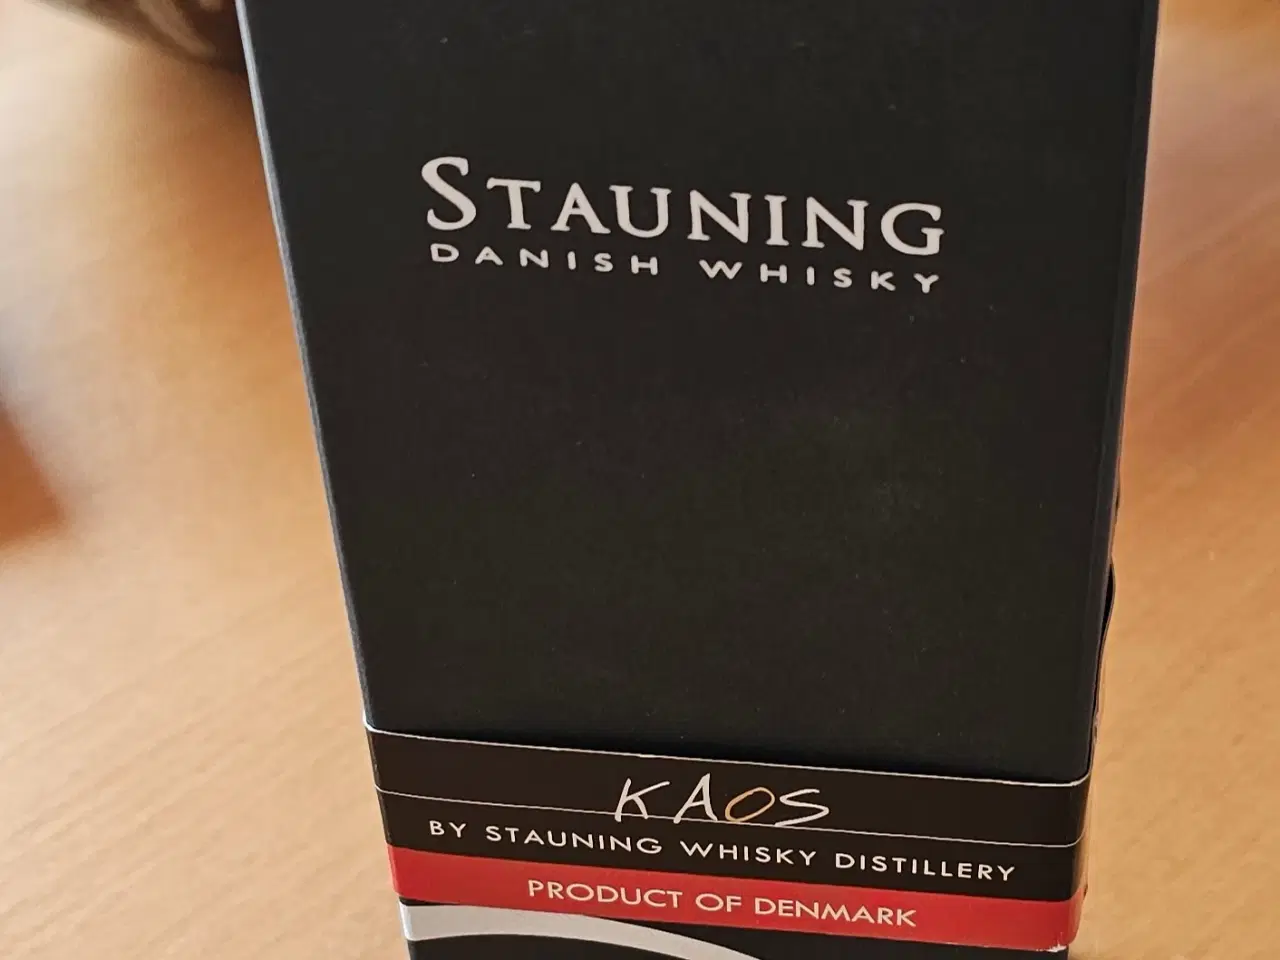 STAUNING
DANISH WHISKY
KAOS
BY STAUNING WHISKY DISTILLERY
PRODUCT OF DENMARK